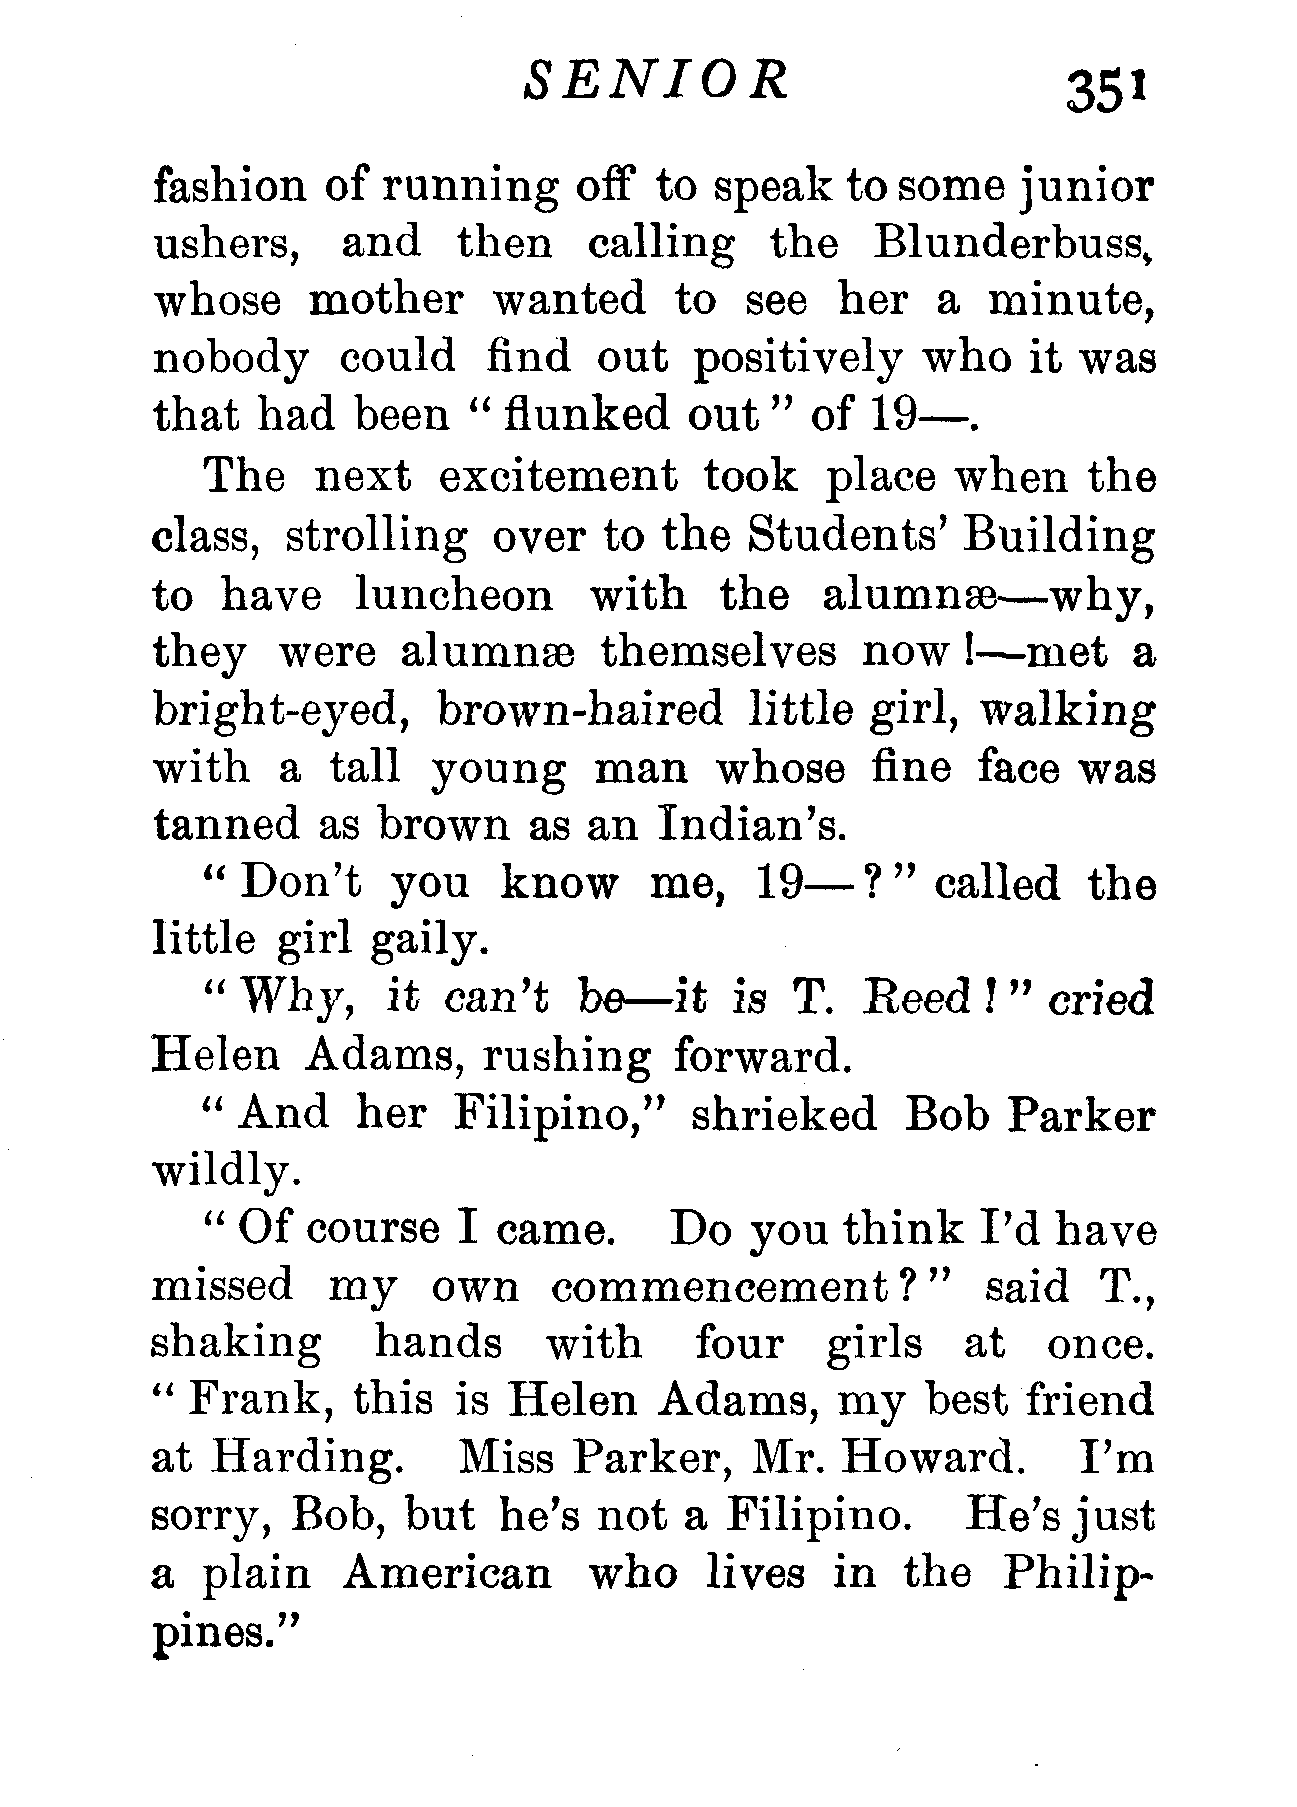 SENIOR 351
fashion of running off to speak to some junior
ushers, and then calling the Blunderbuss,
whose mother wanted to see her a minute,
nobody could find out positively who it was
that had been “ flunked out ” of 19—.
The next excitement took place when the
class, strolling over to the Students’ Building
to have luncheon with the alumnæ—why,
they were alumnæ themselves now !—met a
bright-eyed, brown-haired little girl, walking
with a tall young man whose fine face was
tanned as brown as an Indian’s.
“ Don’t you know me, 19— ? ” called the
little girl gaily.
“ Why, it can’t be—it is T. Reed ! ” cried
Helen Adams, rushing forward.
“ And her Filipino,” shrieked Bob Parker
wildly.
“ Of course I came. Do you think I’d have
missed my own commencement ? ” said T.,
shaking hands with four girls at once.
“ Frank, this is Helen Adams, my best friend
at Harding. Miss Parker, Mr. Howard. I’m
sorry, Bob, but he’s not a Filipino. He’s just
a plain American who lives in the Philip-
pines.”